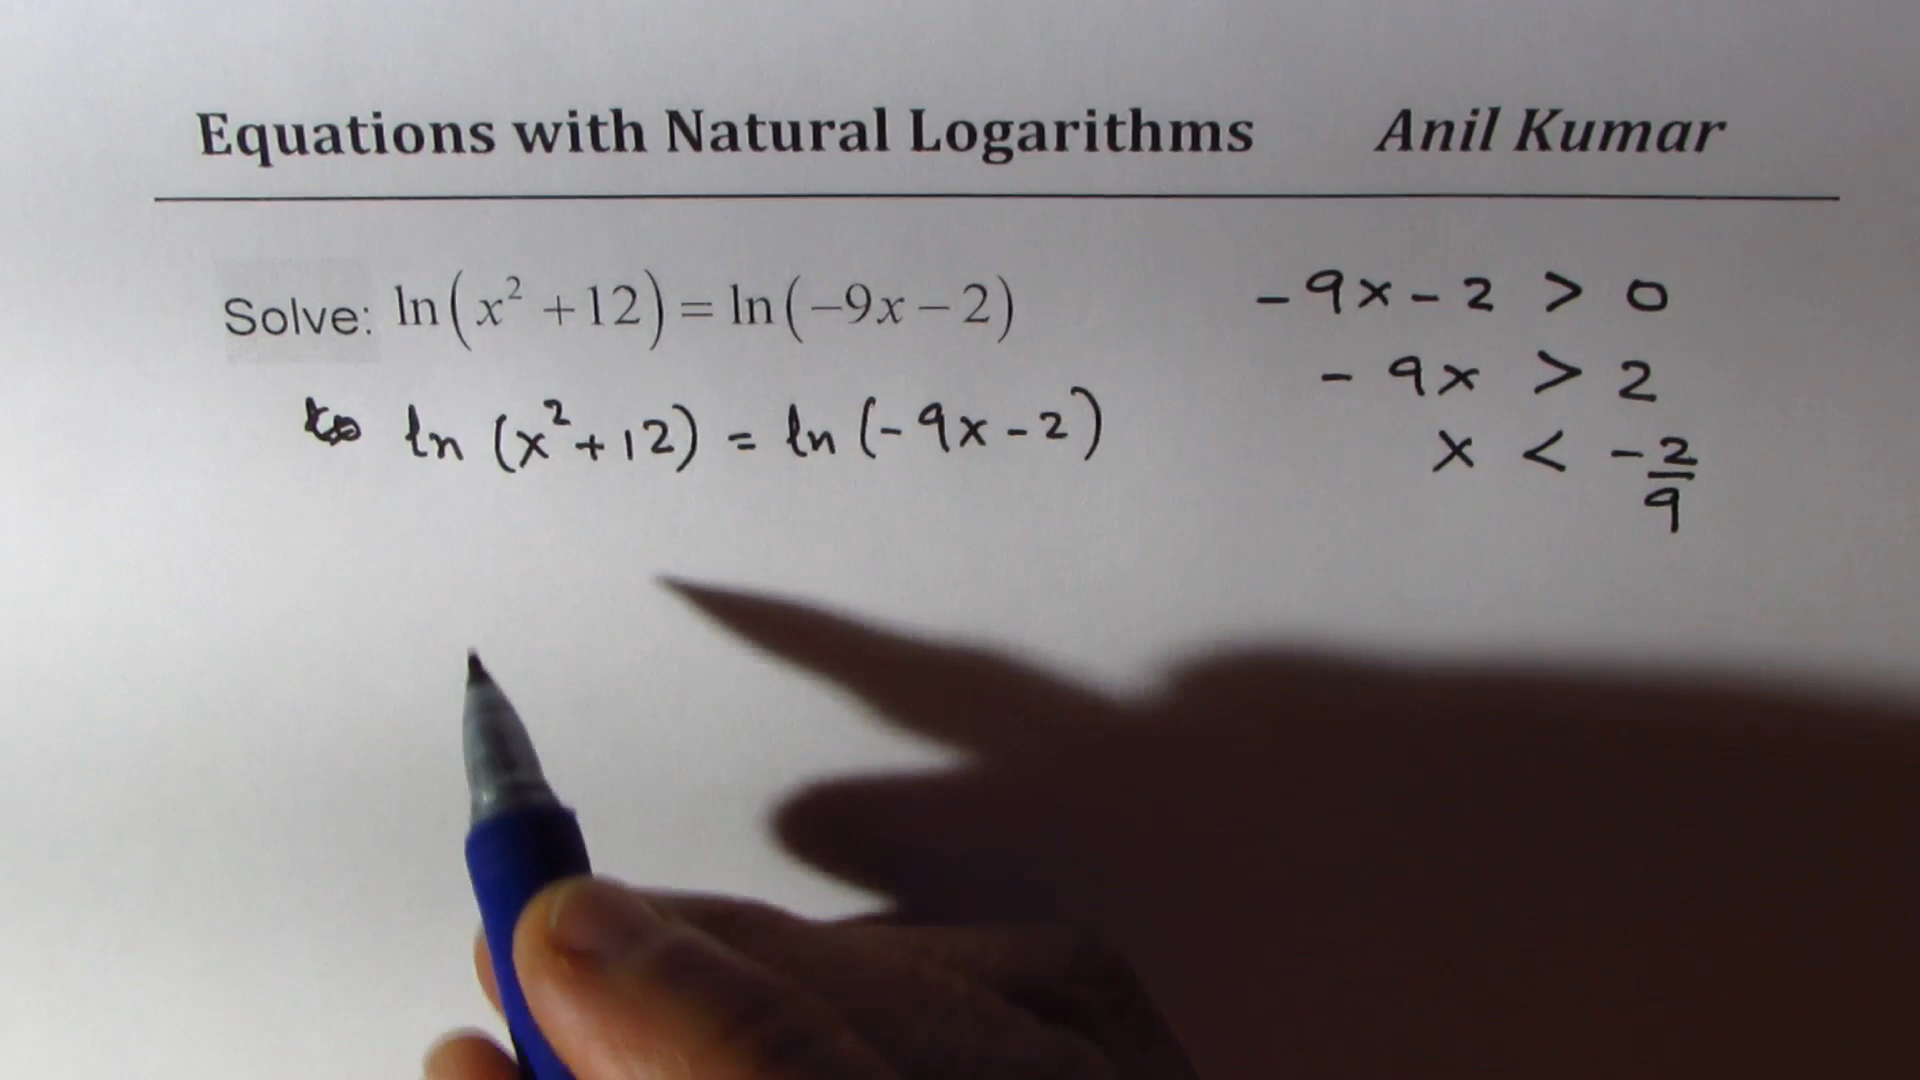 Equations with Natural Logarithms Anil Kumar
Solve: ln(x² + 12) = ln(−9x − 2)
ln (x² + 12) = ln (- 9x - 2)
- 9x - 2 > 0
- 9x > 2
x < - 2/9